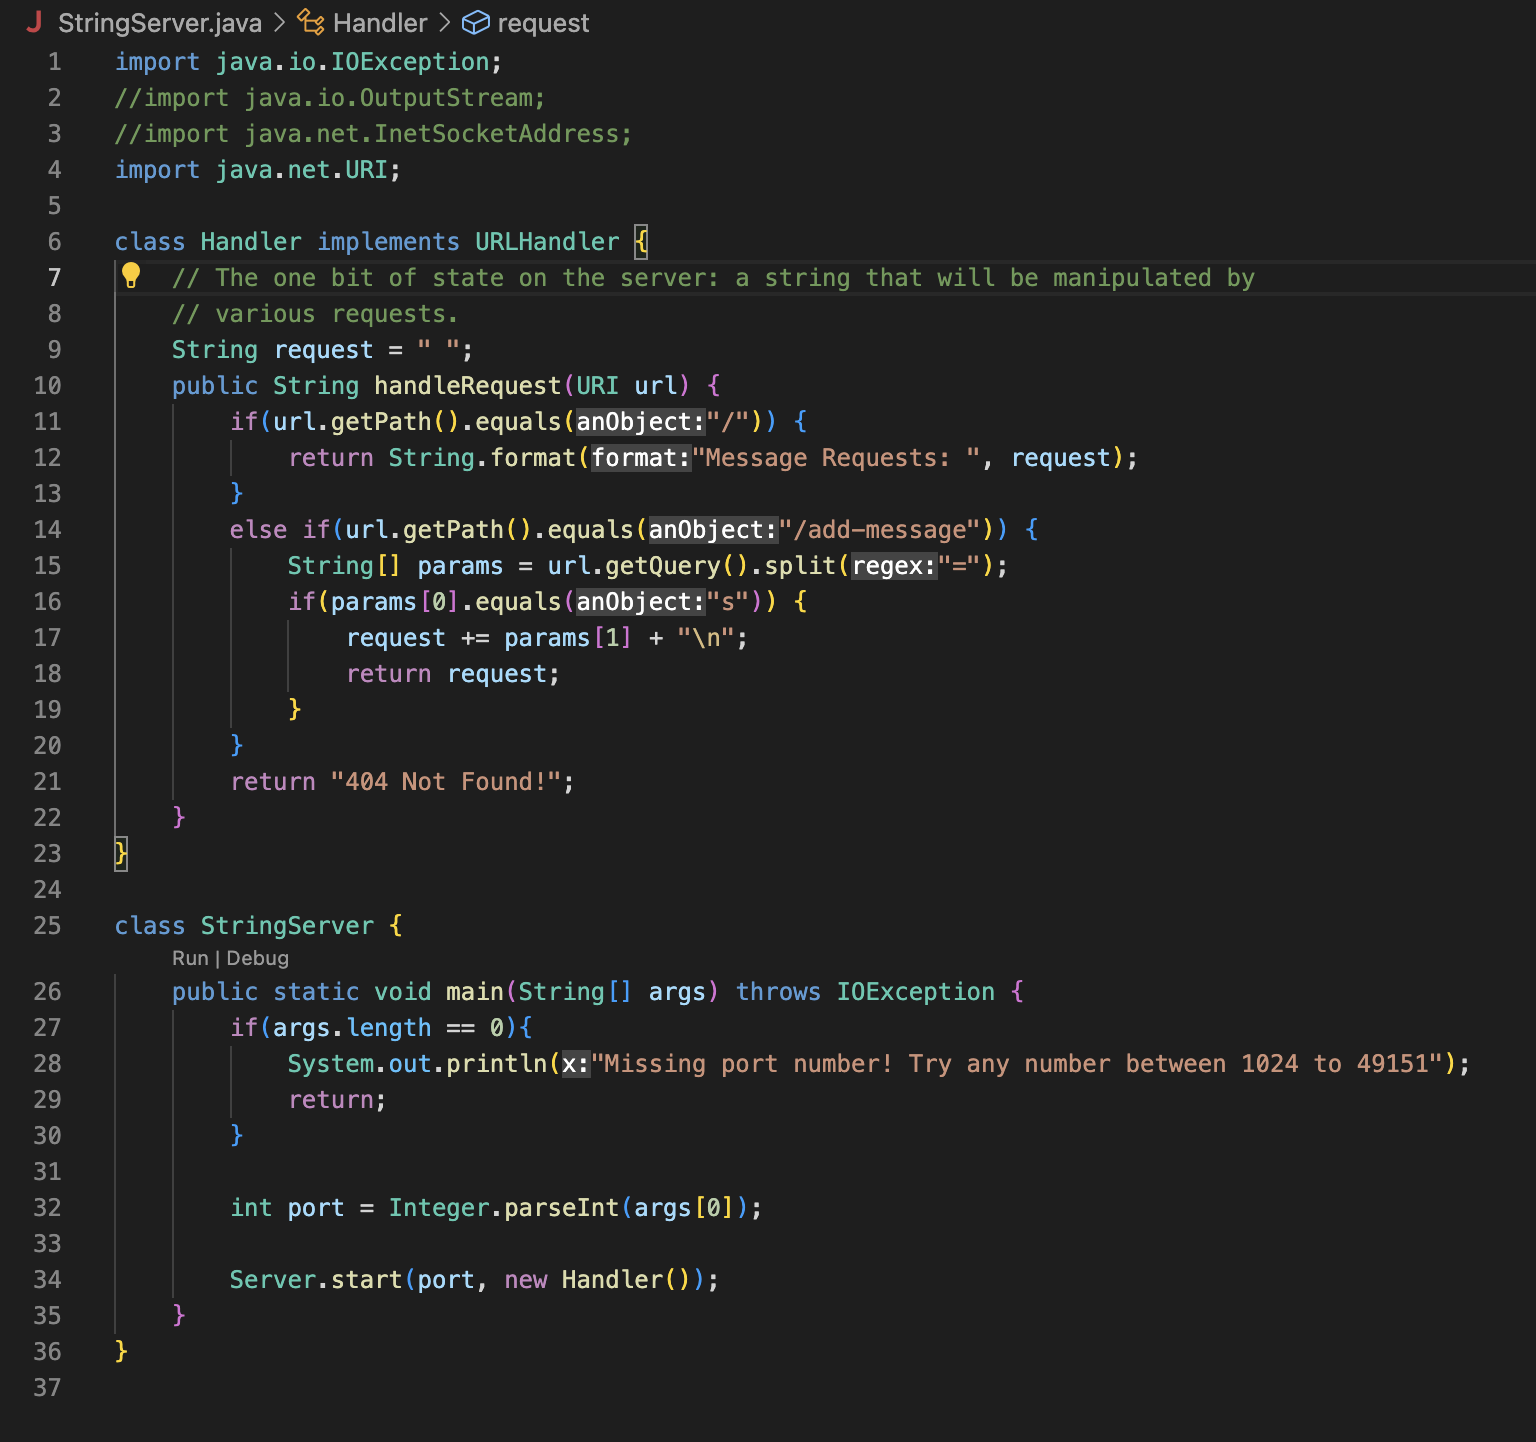 StringServer.java > Handler > request
1 import java.io.IOException;
2 //import java.io.OutputStream;
3 //import java.net.InetSocketAddress;
4 import java.net.URI;
5
6 class Handler implements URLHandler {
7     // The one bit of state on the server: a string that will be manipulated by
8     // various requests.
9     String request = " ";
10     public String handleRequest(URI url) {
11         if(url.getPath().equals(anObject:"/")) {
12             return String.format(format:"Message Requests: ", request);
13         }
14         else if(url.getPath().equals(anObject:"/add-message")) {
15             String[] params = url.getQuery().split(regex:"=");
16             if(params[0].equals(anObject:"s")) {
17                 request += params[1] + "\n";
18                 return request;
19             }
20         }
21         return "404 Not Found!";
22     }
23 }
24
25 class StringServer {
Run | Debug
26     public static void main(String[] args) throws IOException {
27         if(args.length == 0){
28             System.out.println(x:"Missing port number! Try any number between 1024 to 49151");
29             return;
30         }
31
32         int port = Integer.parseInt(args[0]);
33
34         Server.start(port, new Handler());
35     }
36 }
37